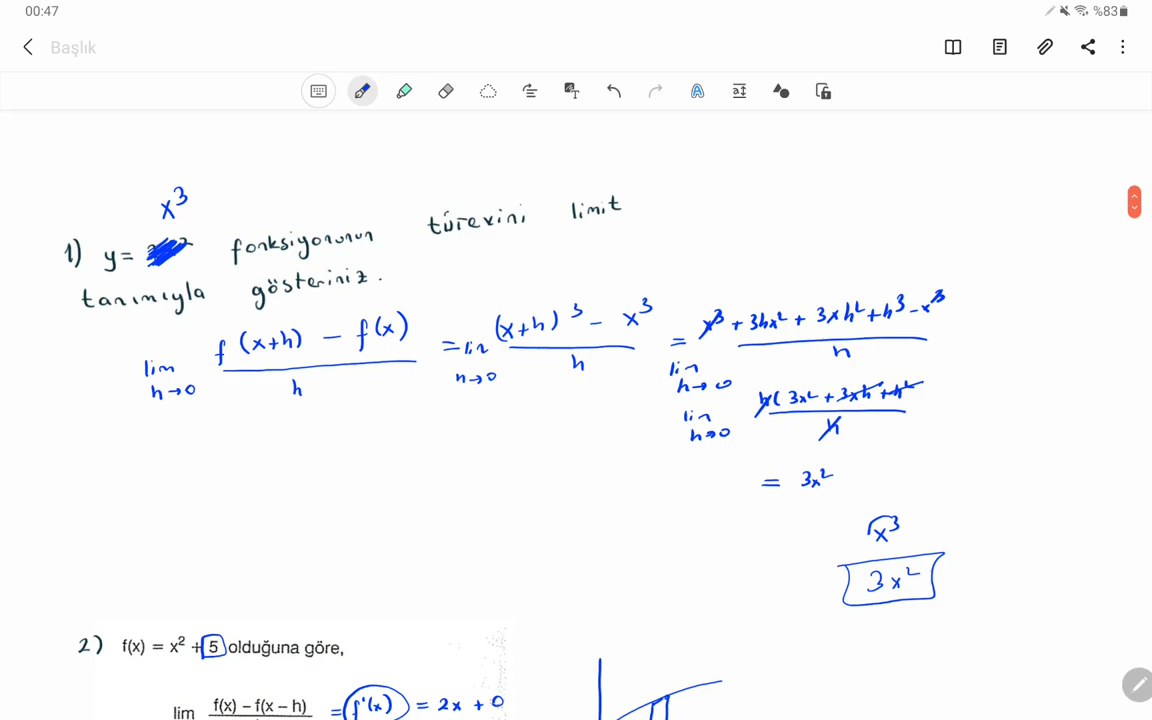 00:47 %83
Başlık
x³
1) y= fonksiyonunun türevini limit
tanımıyla gösteriniz.
lim h→0 f(x+h) - f(x) / h = lim h→0 (x+h)³ - x³ / h = lim h→0 x³ + 3hx² + 3xh² + h³ - x³ / h
lim h→0 h(3x² + 3xh + h²) / h
= 3x²
x³
3x²
2) f(x) = x² + 5 olduğuna göre,
lim f(x) – f(x – h) = f'(x) = 2x + 0